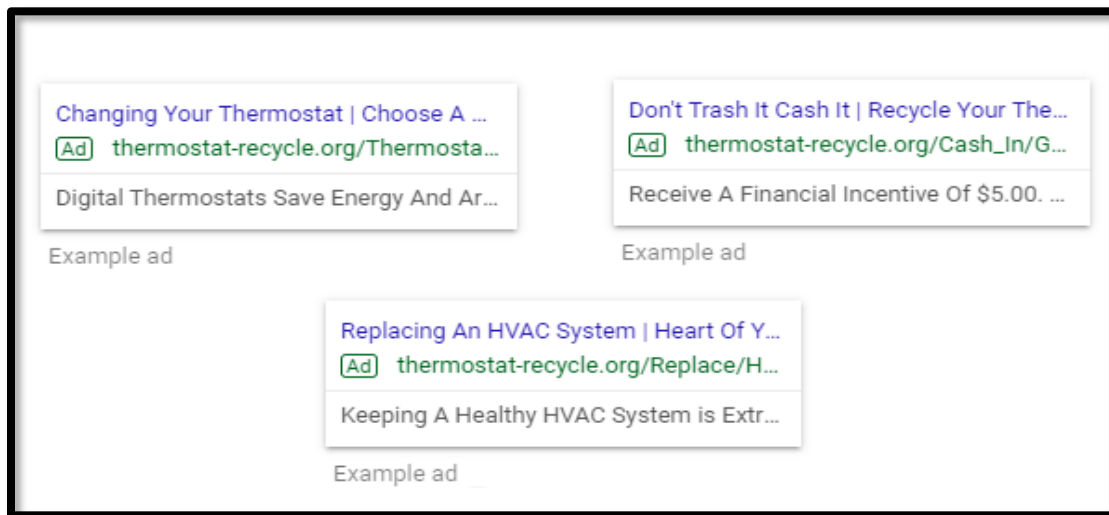 Changing Your Thermostat | Choose A ...
Ad thermostat-recycle.org/Thermosta...
Digital Thermostats Save Energy And Ar...
Example ad
Don't Trash It Cash It | Recycle Your The...
Ad thermostat-recycle.org/Cash_In/G...
Receive A Financial Incentive Of $5.00. ...
Example ad
Replacing An HVAC System | Heart Of Y...
Ad thermostat-recycle.org/Replace/H...
Keeping A Healthy HVAC System is Extr...
Example ad